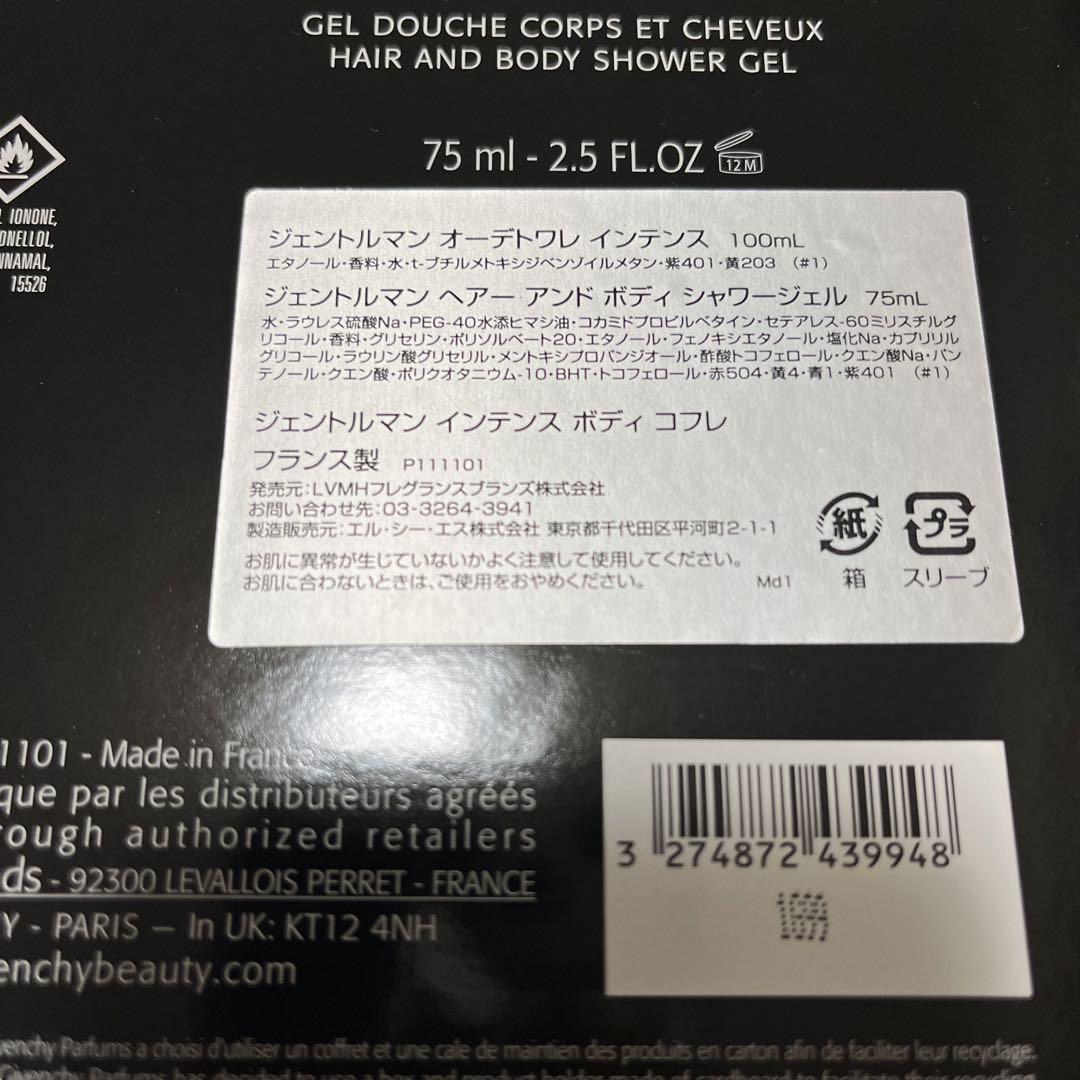 GEL DOUCHE CORPS ET CHEVEUX
HAIR AND BODY SHOWER GEL
75 ml - 2.5 FL.OZ
12 M
IONONE,
15526
ジェントルマン オーデトワレ インテンス 100mL
エタノール・香料・水・t-ブチルメトキシジベンゾイルメタン・紫401・黄203 (#1)
ジェントルマン ヘアー アンド ボディ シャワージェル 75mL
水・ラウレス硫酸Na・PEG-40水添ヒマシ油・コカミドプロピルベタイン・セテアレス-60ミリスチルグ
リコール・香料・グリセリン・ポリソルベート20・エタノール・フェノキシエタノール・塩化Na・カプリリル
グリコール・ラウリン酸グリセリル・メントキシプロパンジオール・酢酸トコフェロール・クエン酸Na・パン
テノール・クエン酸・ポリクオタニウム-10・BHT・トコフェロール・赤504・黄4・青1・紫401 (#1)
ジェントルマン インテンス ボディ コフレ
フランス製 P111101
発売元:LVMHフレグランスブランズ株式会社
お問い合わせ先:03-3264-3941
製造販売元:エル・シー・エス株式会社 東京都千代田区平河町2-1-1
お肌に異常が生じていないかよく注意して使用してください。
お肌に合わないときは、ご使用をおやめください。 Md1
紙 プラ
箱 スリーブ
1101 - Made in France
que par les distributeurs agréés
rough authorized retailers
ds - 92300 LEVALLOIS PERRET - FRANCE
Y - PARIS — In UK: KT12 4NH
enchybeauty.com
3 274872 439948
venchy Parfums a choisi d'utiliser un coffret et une cale de maintien des produits en carton afin de faciliter leur recyclage.